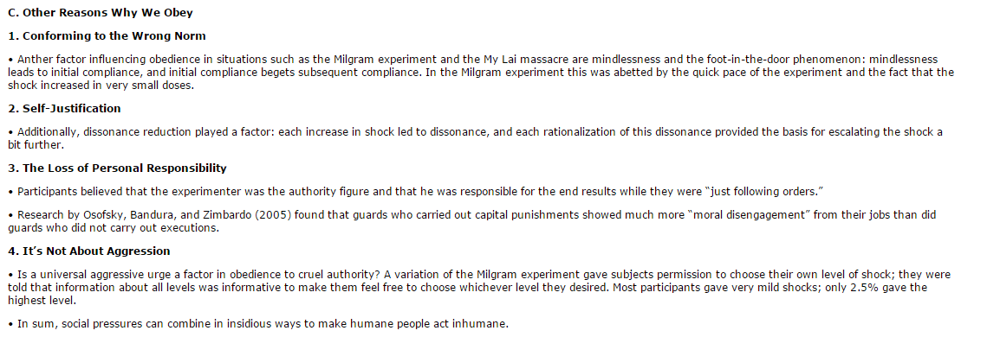 C. Other Reasons Why We Obey
1. Conforming to the Wrong Norm
• Anther factor influencing obedience in situations such as the Milgram experiment and the My Lai massacre are mindlessness and the foot-in-the-door phenomenon: mindlessness
leads to initial compliance, and initial compliance begets subsequent compliance. In the Milgram experiment this was abetted by the quick pace of the experiment and the fact that the
shock increased in very small doses.
2. Self-Justification
• Additionally, dissonance reduction played a factor: each increase in shock led to dissonance, and each rationalization of this dissonance provided the basis for escalating the shock a
bit further.
3. The Loss of Personal Responsibility
• Participants believed that the experimenter was the authority figure and that he was responsible for the end results while they were “just following orders.”
• Research by Osofsky, Bandura, and Zimbardo (2005) found that guards who carried out capital punishments showed much more “moral disengagement” from their jobs than did
guards who did not carry out executions.
4. It’s Not About Aggression
• Is a universal aggressive urge a factor in obedience to cruel authority? A variation of the Milgram experiment gave subjects permission to choose their own level of shock; they were
told that information about all levels was informative to make them feel free to choose whichever level they desired. Most participants gave very mild shocks; only 2.5% gave the
highest level.
• In sum, social pressures can combine in insidious ways to make humane people act inhumane.